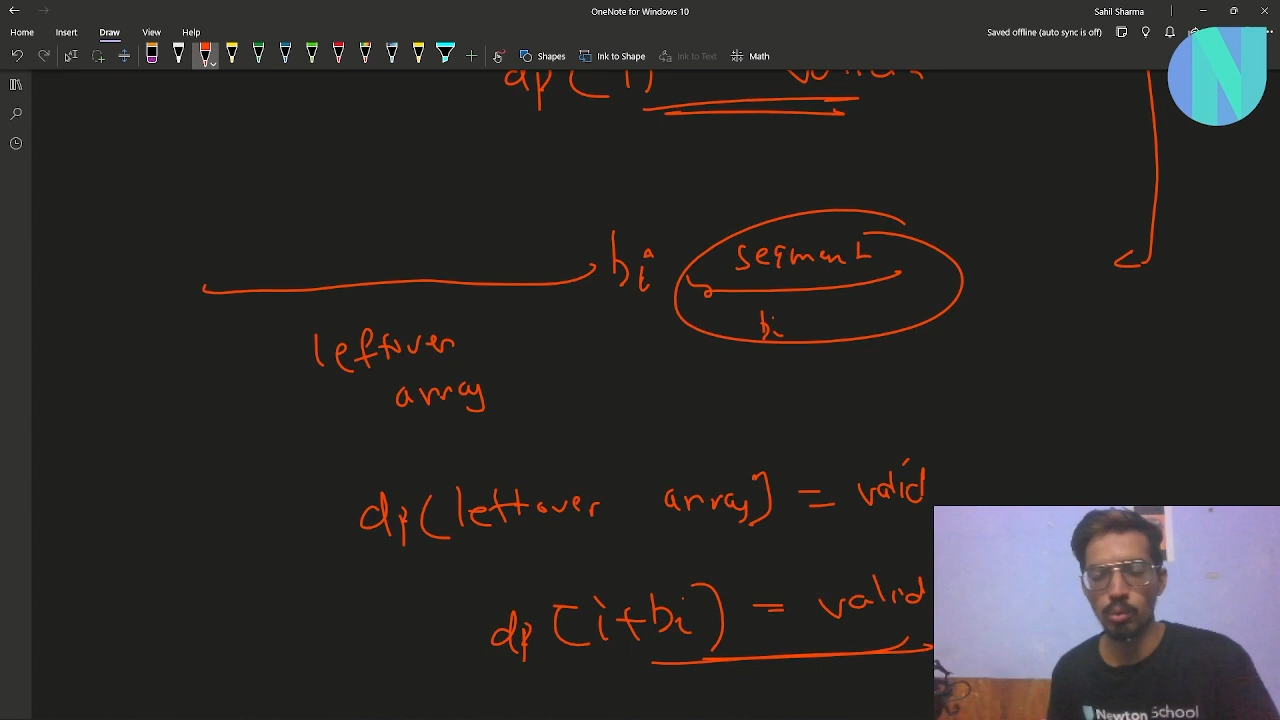 OneNote for Windows 10
Sahil Sharma
Home Insert Draw View Help
Saved offline (auto sync is off)
Shapes Ink to Shape Ink to Text Math
dp[i) valid
bi segment
bi
leftover
array
dp(leftover array] = valid
dp[i+bi) = valid
Newton School